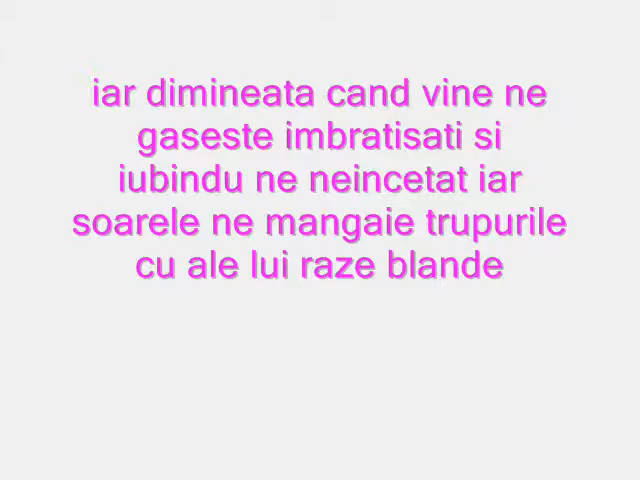 iar dimineata cand vine ne
gaseste imbratisati si
iubindu ne neincetat iar
soarele ne mangaie trupurile
cu ale lui raze blande